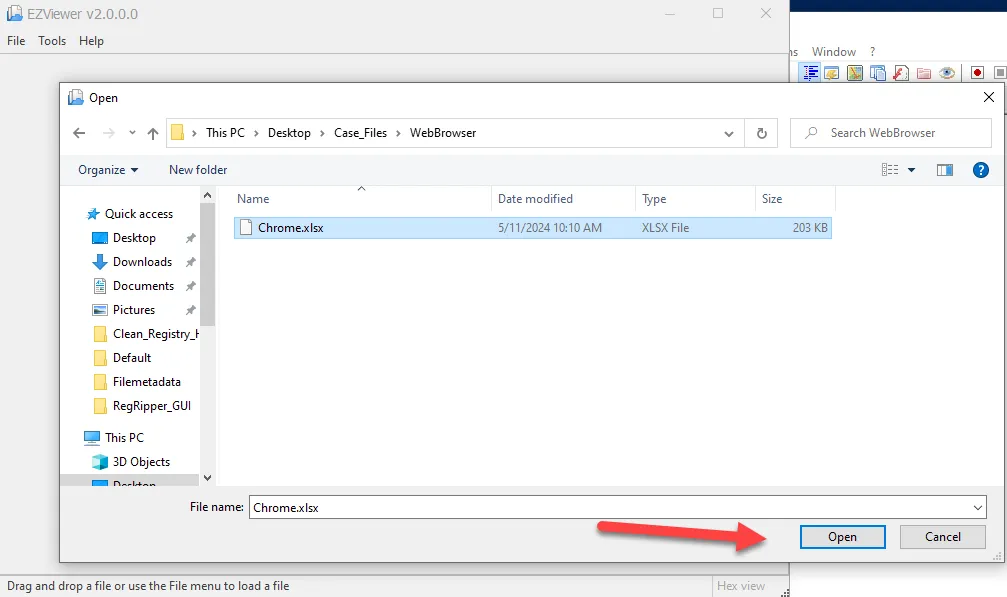 EZViewer v2.0.0.0
File Tools Help
Window ?
Open
This PC Desktop Case_Files WebBrowser
Search WebBrowser
Organize New folder
Name Date modified Type Size
Chrome.xlsx 5/11/2024 10:10 AM XLSX File 203 KB
Quick access
Desktop
Downloads
Documents
Pictures
Clean_Registry_H
Default
Filemetadata
RegRipper_GUI
This PC
3D Objects
Desktop
File name: Chrome.xlsx
Open Cancel
Drag and drop a file or use the File menu to load a file
Hex view